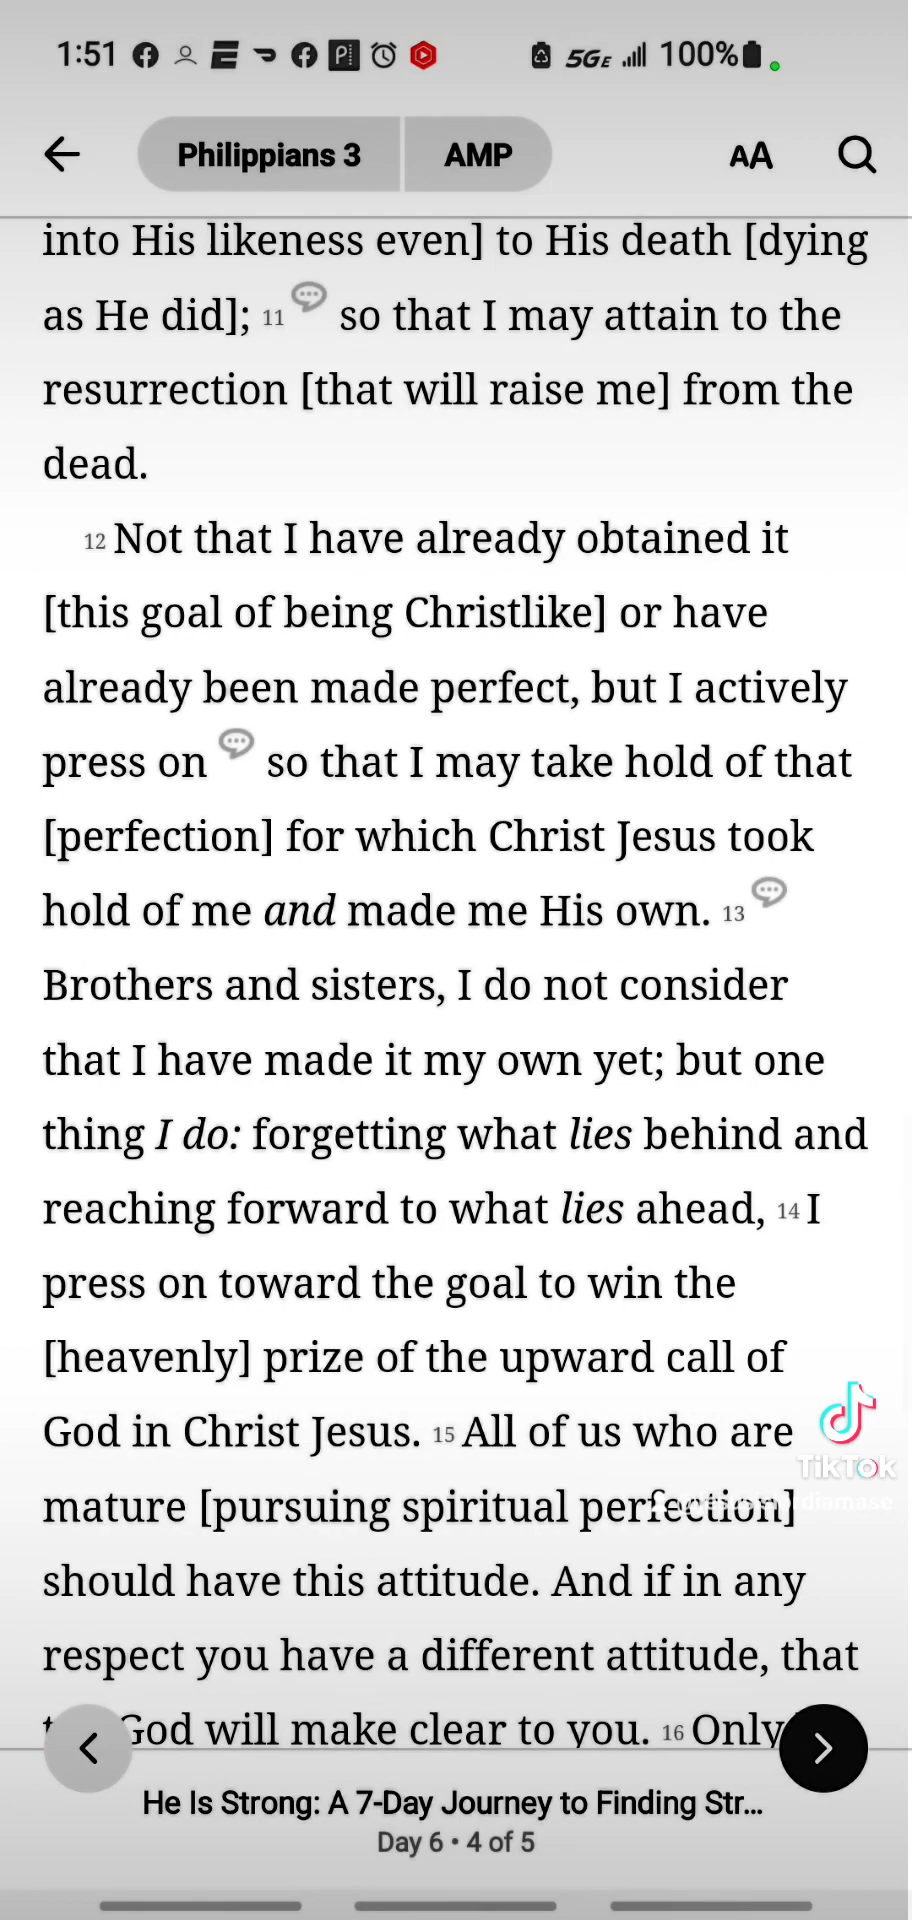 1:51 5GE 100%
Philippians 3 AMP AA
into His likeness even] to His death [dying
as He did]; 11 so that I may attain to the
resurrection [that will raise me] from the
dead.
12 Not that I have already obtained it
[this goal of being Christlike] or have
already been made perfect, but I actively
press on so that I may take hold of that
[perfection] for which Christ Jesus took
hold of me and made me His own. 13
Brothers and sisters, I do not consider
that I have made it my own yet; but one
thing I do: forgetting what lies behind and
reaching forward to what lies ahead, 14 I
press on toward the goal to win the
[heavenly] prize of the upward call of
God in Christ Jesus. 15 All of us who are
TikTok
mature [pursuing spiritual perfection]
should have this attitude. And if in any
respect you have a different attitude, that
God will make clear to you. 16 Only
He Is Strong: A 7-Day Journey to Finding Str...
Day 6 • 4 of 5